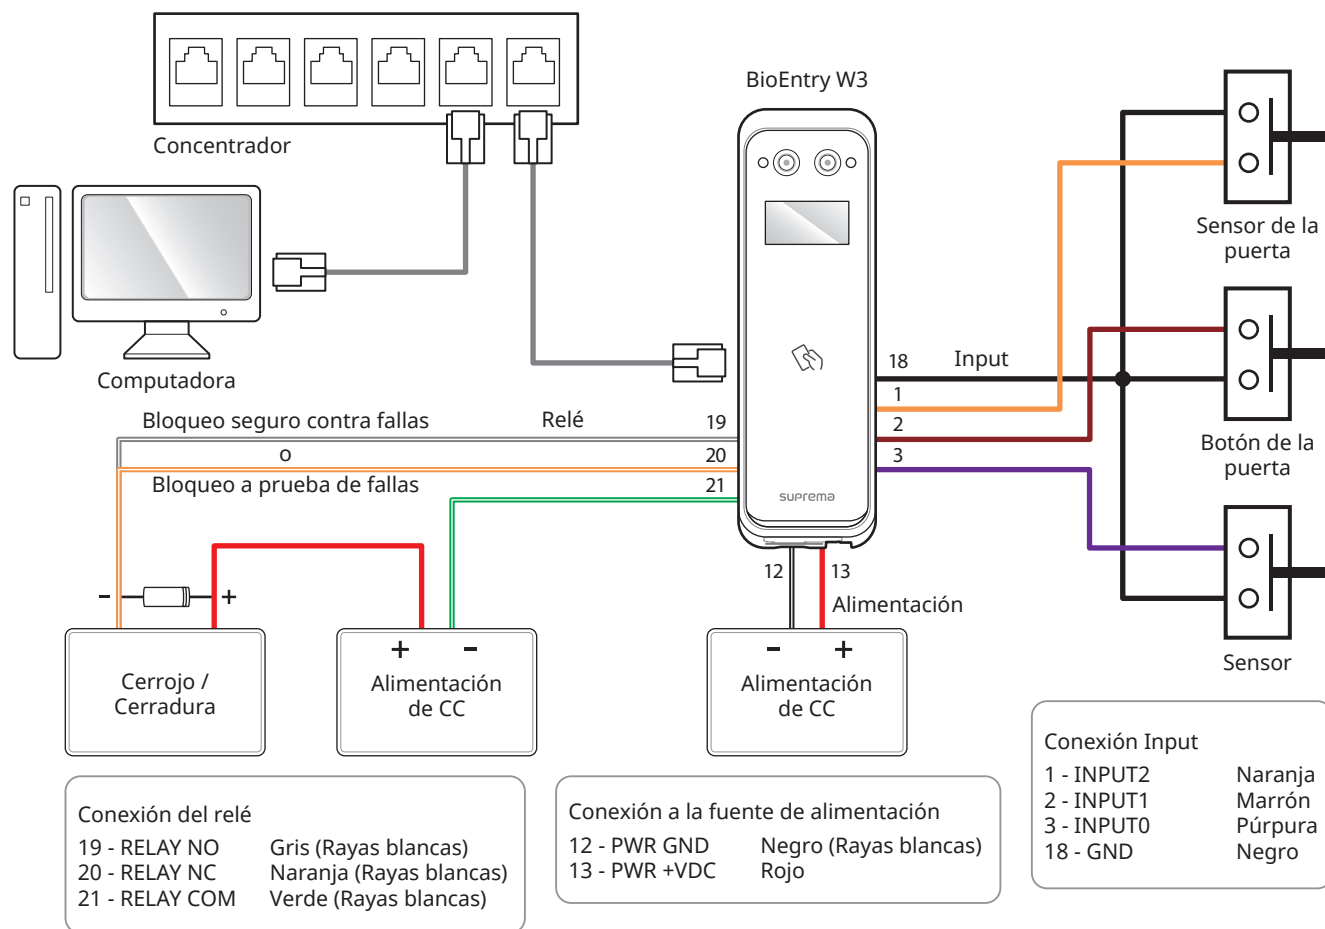 BioEntry W3
Concentrador
Sensor de la
puerta
Computadora
18
Input
1
Bloqueo seguro contra fallas
Relé
19
2
o
20
3
Botón de la
puerta
Bloqueo a prueba de fallas
21
suprema
12
13
- +
Alimentación
+ -
- +
Cerrojo /
Cerradura
Alimentación
de CC
Alimentación
de CC
Sensor
Conexión del relé
19 - RELAY NO Gris (Rayas blancas)
20 - RELAY NC Naranja (Rayas blancas)
21 - RELAY COM Verde (Rayas blancas)
Conexión a la fuente de alimentación
12 - PWR GND Negro (Rayas blancas)
13 - PWR +VDC Rojo
Conexión Input
1 - INPUT2 Naranja
2 - INPUT1 Marrón
3 - INPUT0 Púrpura
18 - GND Negro